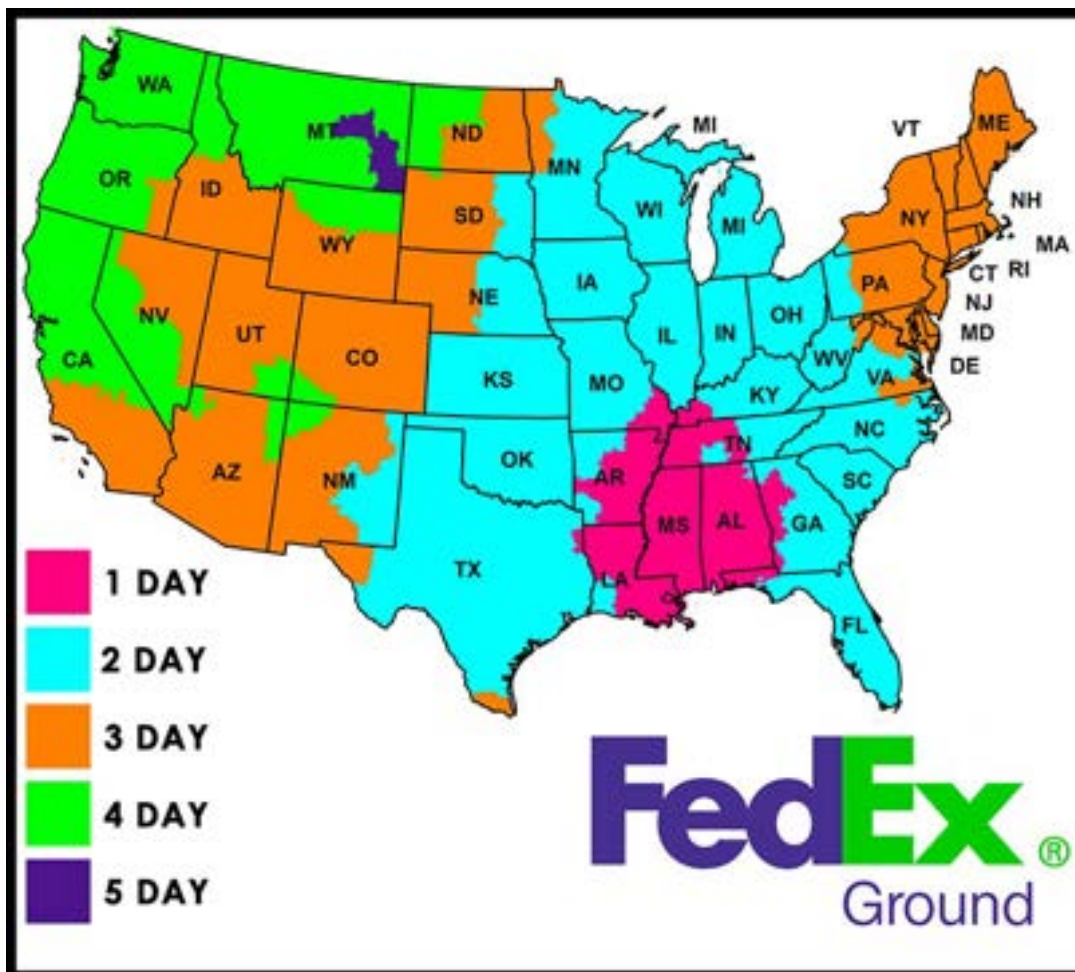 WA
MT
ND
MN
MI
VT
ME
OR
ID
SD
WI
MI
NY
NH
WY
MA
CT
RI
NE
IA
PA
NJ
NV
UT
CO
IL
IN
OH
MD
CA
KS
MO
WV
VA
DE
KY
OK
AR
TN
NC
AZ
NM
SC
MS
AL
GA
TX
LA
FL
1 DAY
2 DAY
3 DAY
4 DAY
5 DAY
FedEx®
Ground